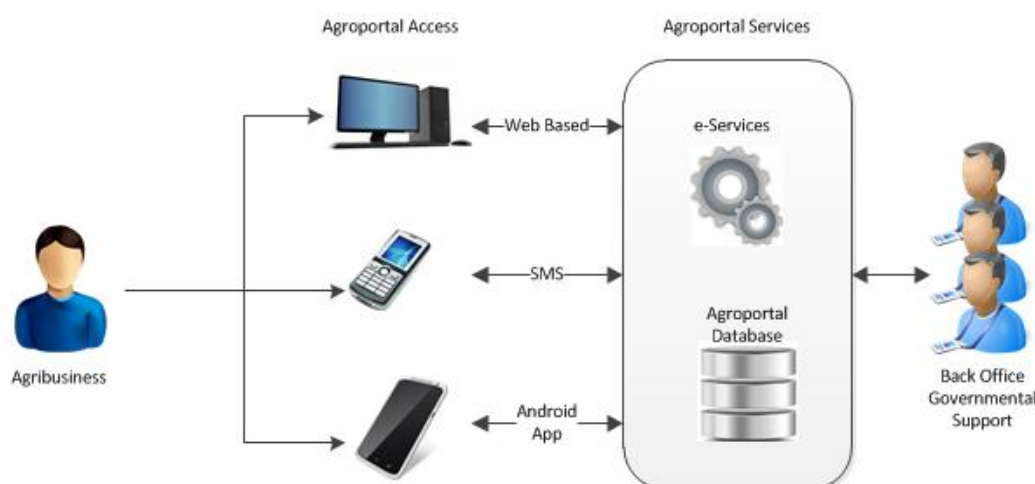 Agroportal Access
Agroportal Services
Web Based
e-Services
SMS
Agroportal
Database
Agribusiness
Android
App
Back Office
Governmental
Support